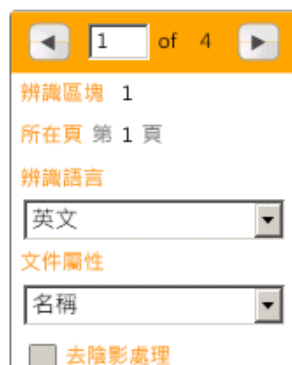 1 of 4
辨識區塊 1
所在頁 第 1 頁
辨識語言
英文
文件屬性
名稱
去陰影處理